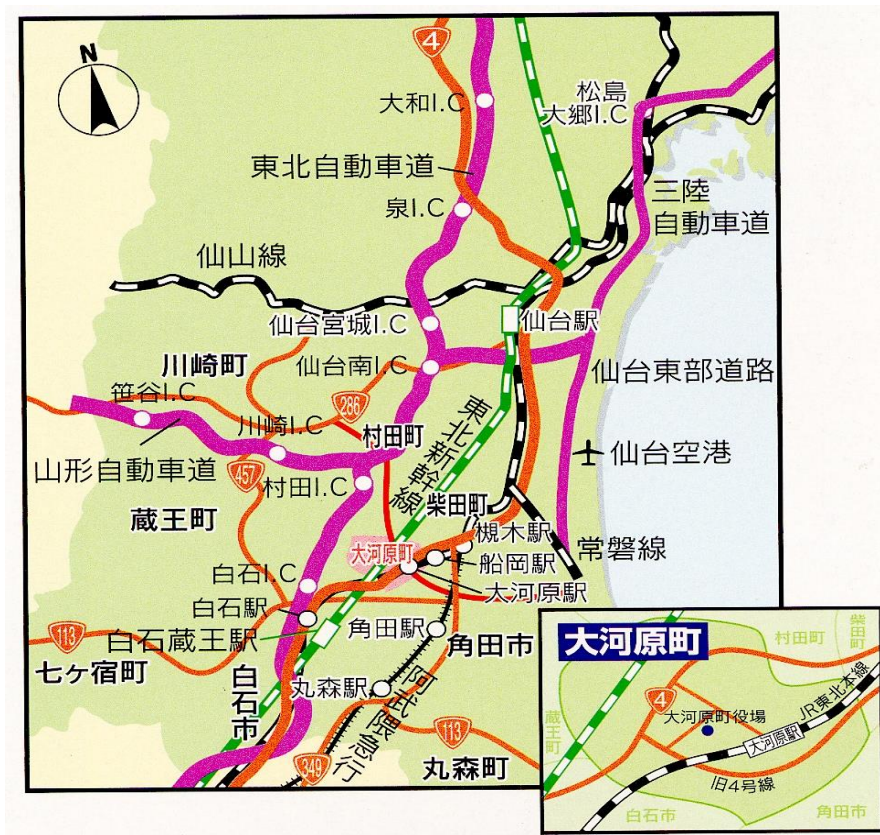 N
4
大和I.C
松島
大郷I.C
東北自動車道
三陸
自動車道
泉I.C
仙山線
仙台宮城I.C
仙台駅
川崎町
仙台南I.C
仙台東部道路
笹谷I.C
286
川崎I.C
村田町
東北新幹線
仙台空港
山形自動車道
457
村田I.C
蔵王町
柴田町
槻木駅
常磐線
大河原町
船岡駅
大河原駅
白石I.C
白石駅
白石蔵王駅
角田駅
角田市
113
七ヶ宿町
白石市
丸森駅
阿武隈急行
113
349
丸森町
大河原町
村田町
柴田町
4
JR東北本線
大河原町役場
大河原駅
蔵王町
旧4号線
白石市
角田市